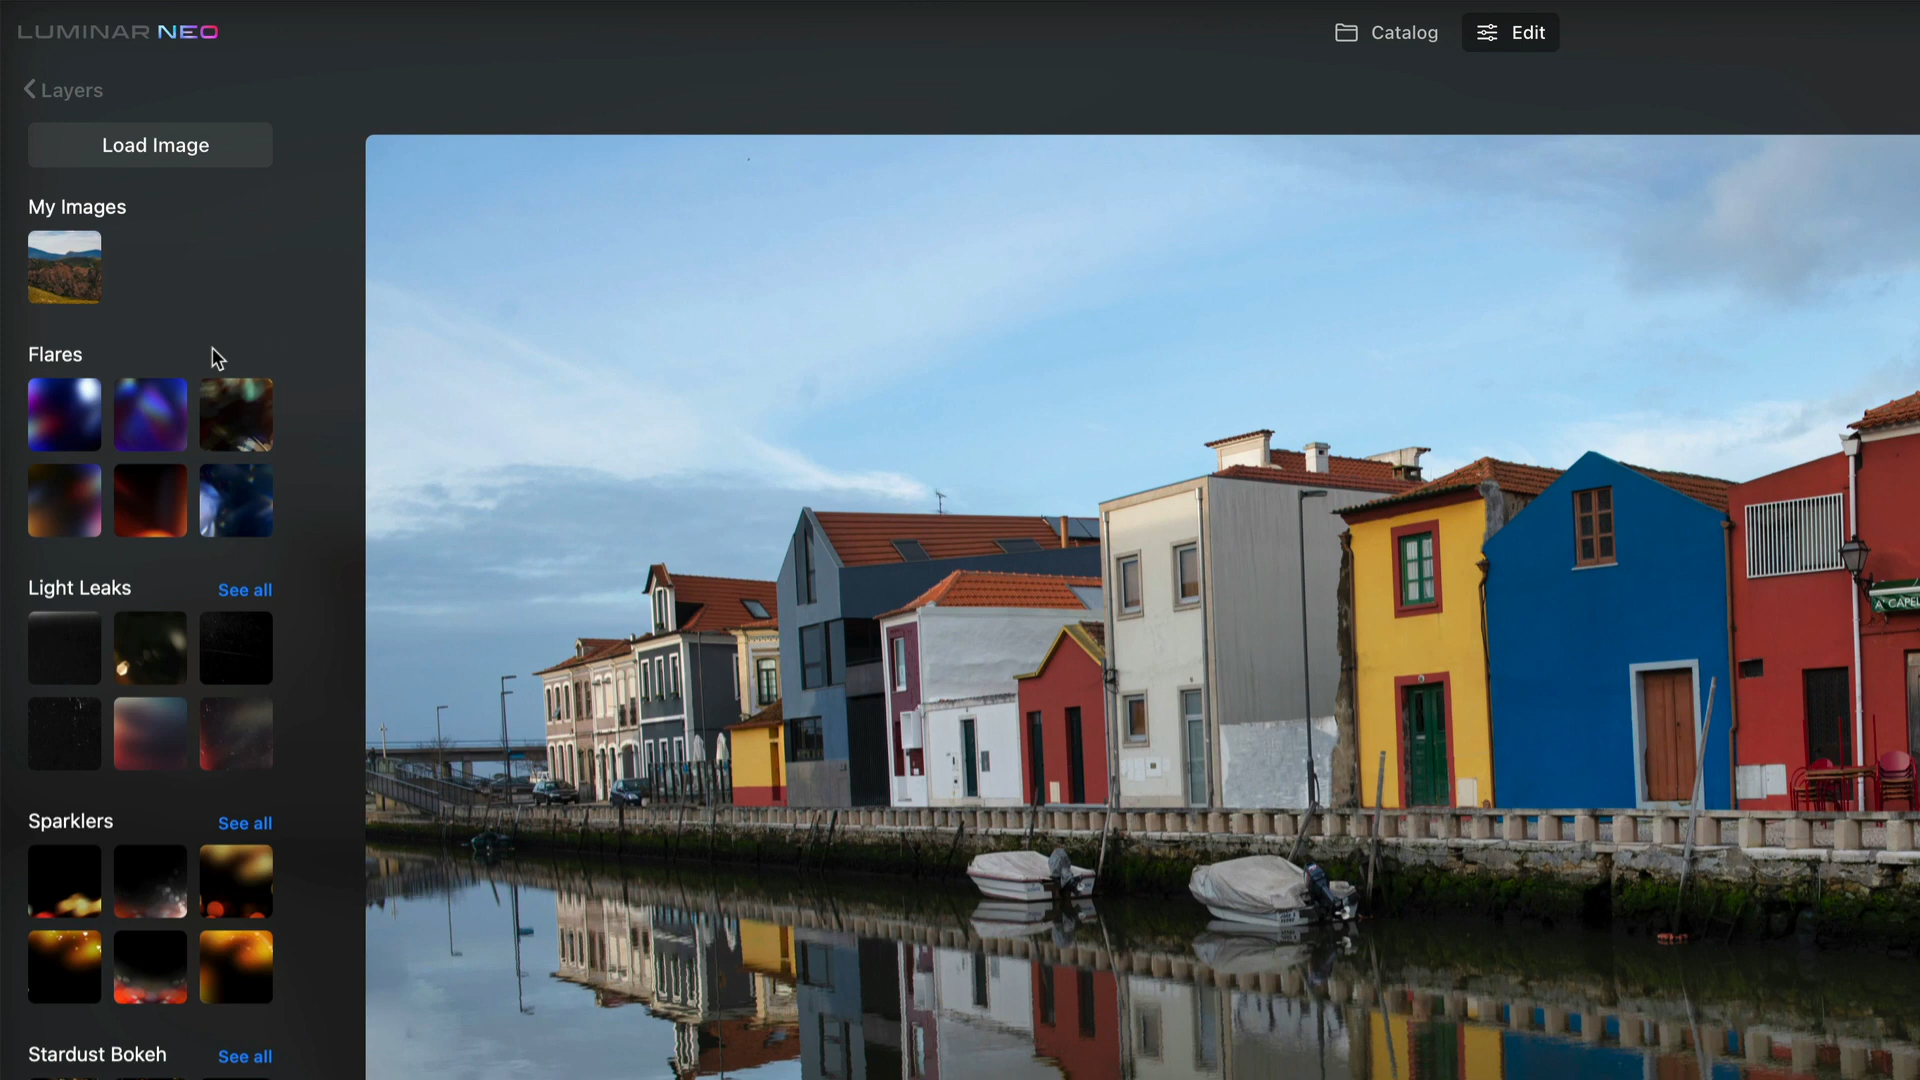 LUMINAR NEO
Catalog
Edit
Layers
Load Image
My Images
Flares
Light Leaks
See all
Sparklers
See all
Stardust Bokeh
See all
A' CAPEL